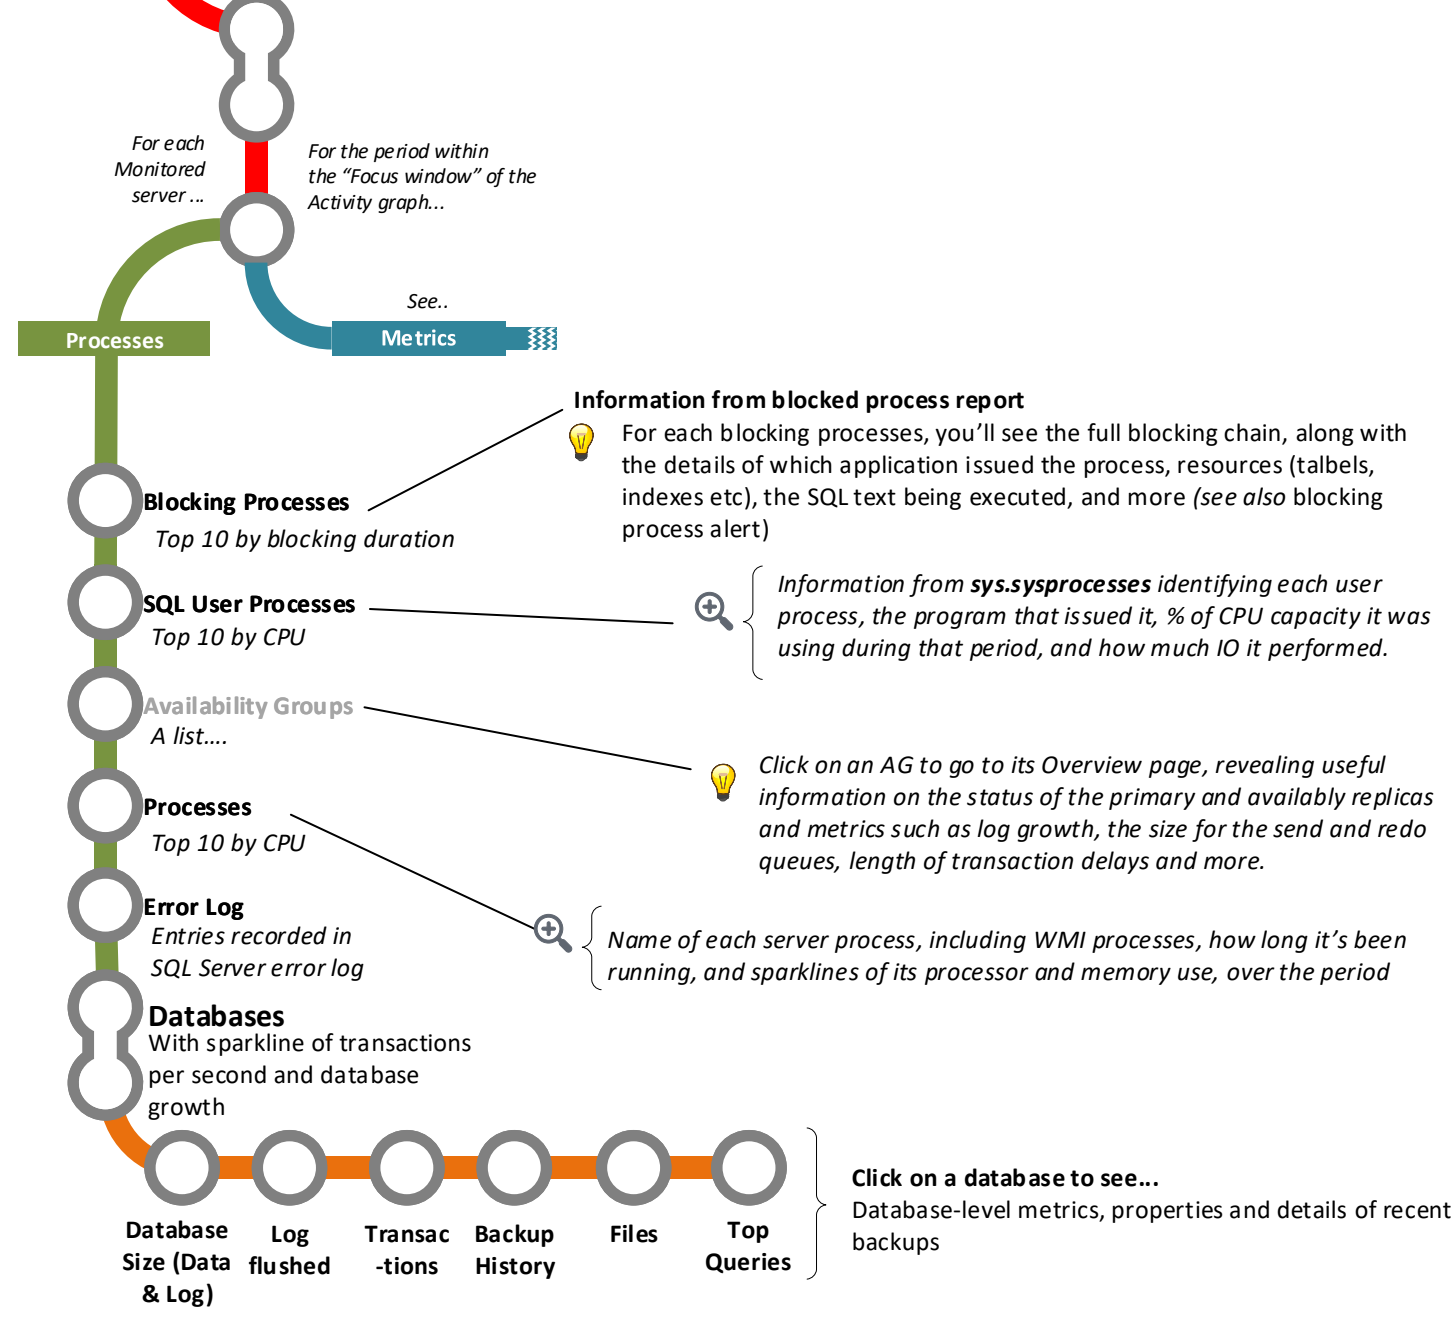 For each
Monitored
server ...
For the period within
the “Focus window” of the
Activity graph...
See..
Processes
Metrics
Information from blocked process report
For each blocking processes, you’ll see the full blocking chain, along with
the details of which application issued the process, resources (talbels,
indexes etc), the SQL text being executed, and more (see also blocking
process alert)
Blocking Processes
Top 10 by blocking duration
SQL User Processes
Top 10 by CPU
Information from sys.sysprocesses identifying each user
process, the program that issued it, % of CPU capacity it was
using during that period, and how much IO it performed.
Availability Groups
A list....
Click on an AG to go to its Overview page, revealing useful
information on the status of the primary and availably replicas
and metrics such as log growth, the size for the send and redo
queues, length of transaction delays and more.
Processes
Top 10 by CPU
Error Log
Entries recorded in
SQL Server error log
Name of each server process, including WMI processes, how long it’s been
running, and sparklines of its processor and memory use, over the period
Databases
With sparkline of transactions
per second and database
growth
Database
Size (Data
& Log)
Log
flushed
Transac
-tions
Backup
History
Files
Top
Queries
Click on a database to see...
Database-level metrics, properties and details of recent
backups